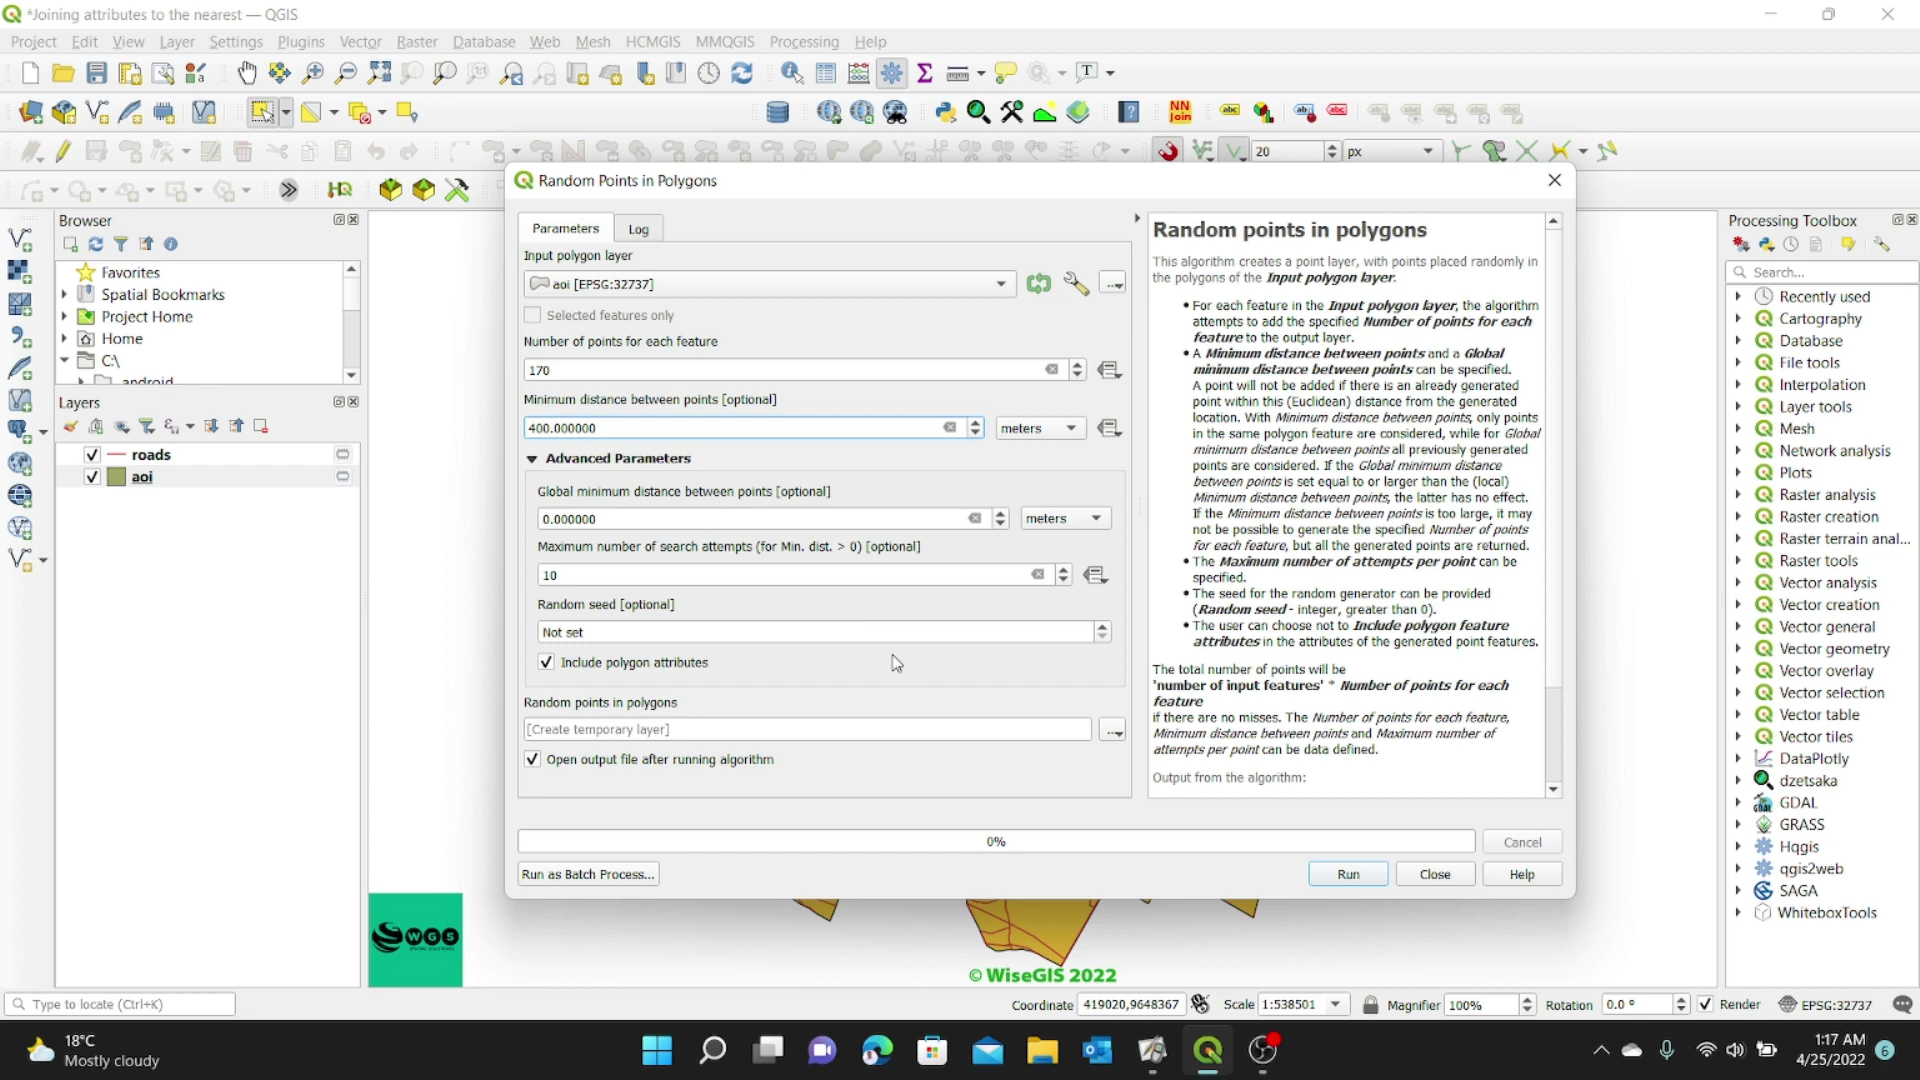 *Joining attributes to the nearest — QGIS
Project Edit View Layer Settings Plugins Vector Raster Database Web Mesh HCMGIS MMQGIS Processing Help
NN Join
abc
20
px
Random Points in Polygons
HQ
Browser
Favorites
Spatial Bookmarks
Project Home
Home
C:\
android
Layers
roads
aoi
Parameters
Log
Input polygon layer
aoi [EPSG:32737]
Selected features only
Number of points for each feature
170
Minimum distance between points [optional]
400.000000
meters
Advanced Parameters
Global minimum distance between points [optional]
0.000000
meters
Maximum number of search attempts (for Min. dist. > 0) [optional]
10
Random seed [optional]
Not set
Include polygon attributes
Random points in polygons
[Create temporary layer]
Open output file after running algorithm
Random points in polygons
This algorithm creates a point layer, with points placed randomly in
the polygons of the Input polygon layer.
• For each feature in the Input polygon layer, the algorithm
attempts to add the specified Number of points for each
feature to the output layer.
• A Minimum distance between points and a Global
minimum distance between points can be specified.
A point will not be added if there is an already generated
point within this (Euclidean) distance from the generated
location. With Minimum distance between points, only points
in the same polygon feature are considered, while for Global
minimum distance between points all previously generated
points are considered. If the Global minimum distance
between points is set equal to or larger than the (local)
Minimum distance between points, the latter has no effect.
If the Minimum distance between points is too large, it may
not be possible to generate the specified Number of points
for each feature, but all the generated points are returned.
• The Maximum number of attempts per point can be
specified.
• The seed for the random generator can be provided
(Random seed - integer, greater than 0).
• The user can choose not to Include polygon feature
attributes in the attributes of the generated point features.
The total number of points will be
'number of input features' * Number of points for each
feature
if there are no misses. The Number of points for each feature,
Minimum distance between points and Maximum number of
attempts per point can be data defined.
Output from the algorithm:
0%
Cancel
Run as Batch Process...
Run
Close
Help
Processing Toolbox
Search...
Recently used
Cartography
Database
File tools
Interpolation
Layer tools
Mesh
Network analysis
Plots
Raster analysis
Raster creation
Raster terrain anal...
Raster tools
Vector analysis
Vector creation
Vector general
Vector geometry
Vector overlay
Vector selection
Vector table
Vector tiles
DataPlotly
dzetsaka
GDAL
GRASS
Hqgis
qgis2web
SAGA
WhiteboxTools
WGS
© WiseGIS 2022
Type to locate (Ctrl+K)
Coordinate 419020,9648367
Scale 1:538501
Magnifier 100%
Rotation 0.0 °
Render
EPSG:32737
18°C
Mostly cloudy
1:17 AM
4/25/2022
6